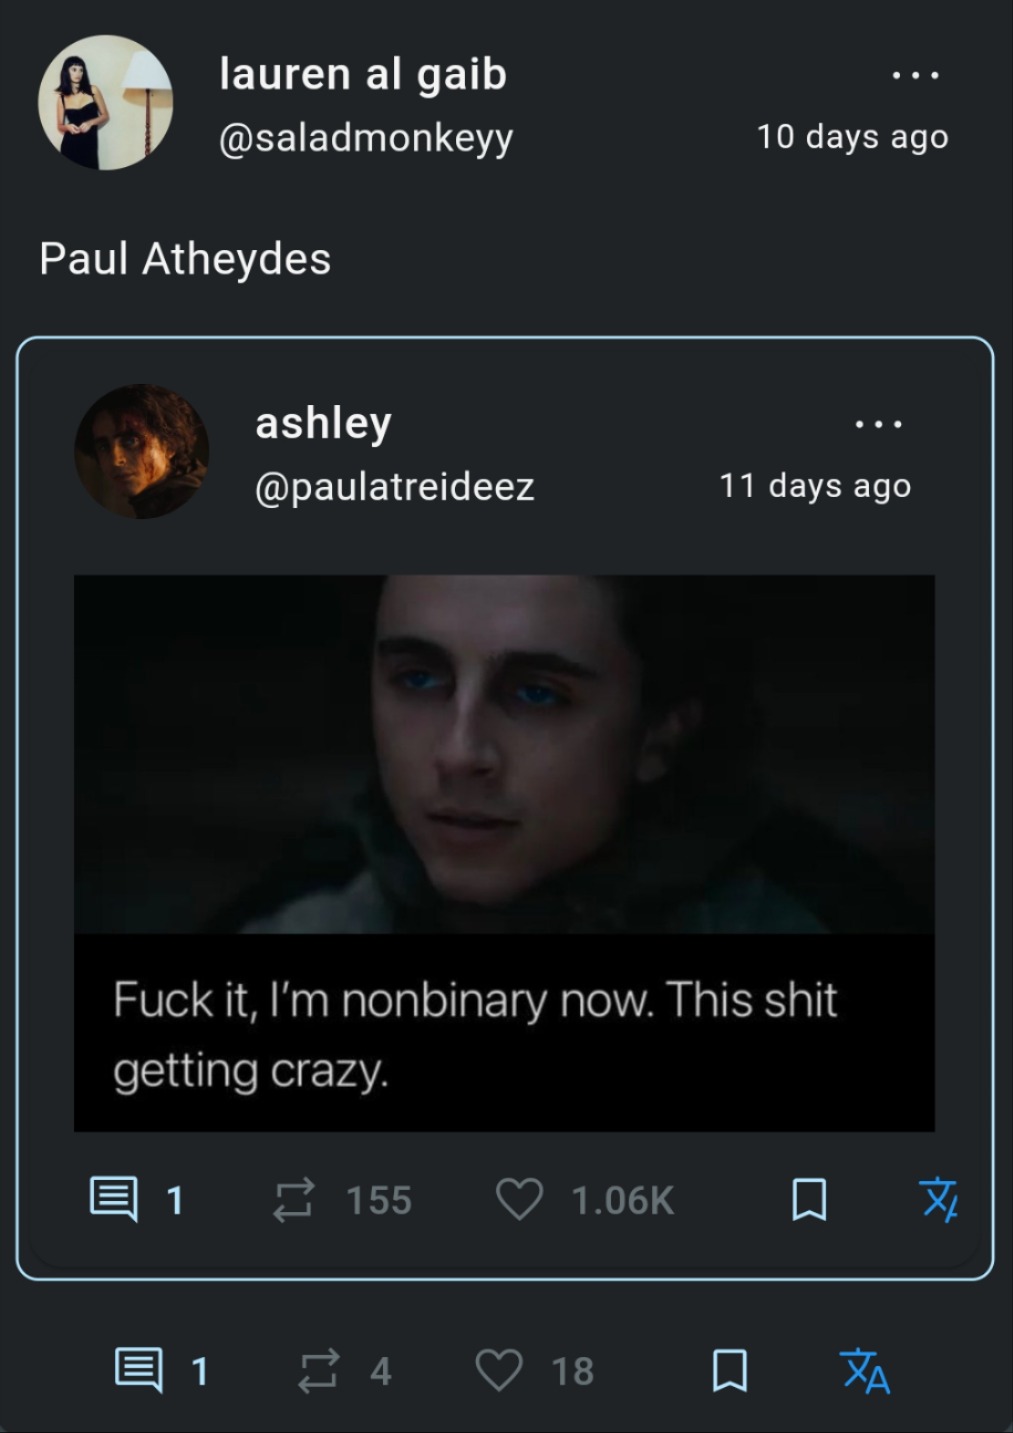 lauren al gaib
@saladmonkeyy
10 days ago
Paul Atheydes
ashley
@paulatreideez
11 days ago
Fuck it, I'm nonbinary now. This shit
getting crazy.
1 155 1.06K
1 4 18